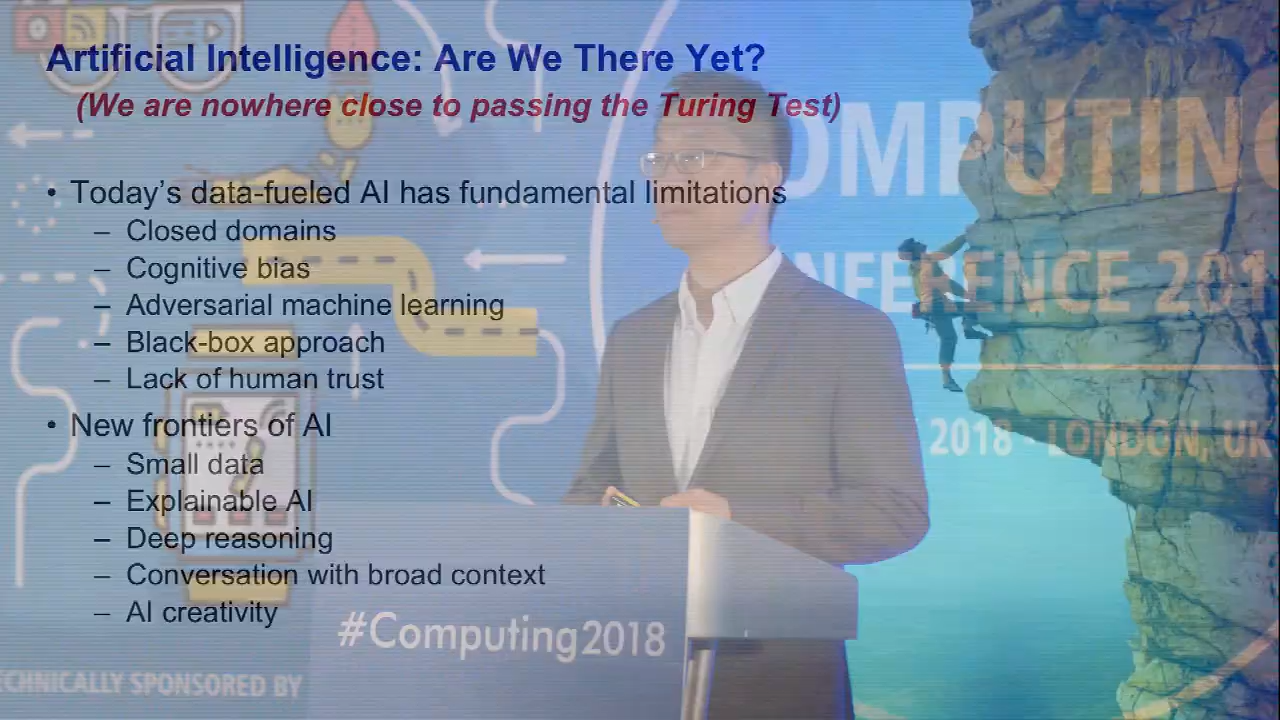 Artificial Intelligence: Are We There Yet?
(We are nowhere close to passing the Turing Test)
• Today's data-fueled AI has fundamental limitations
– Closed domains
– Cognitive bias
– Adversarial machine learning
– Black-box approach
– Lack of human trust
• New frontiers of AI
– Small data
– Explainable AI
– Deep reasoning
– Conversation with broad context
– AI creativity
OMPUTING
NFERENCE 201
2018 - LONDON, UK
#Computing2018
ECHNICALLY SPONSORED BY